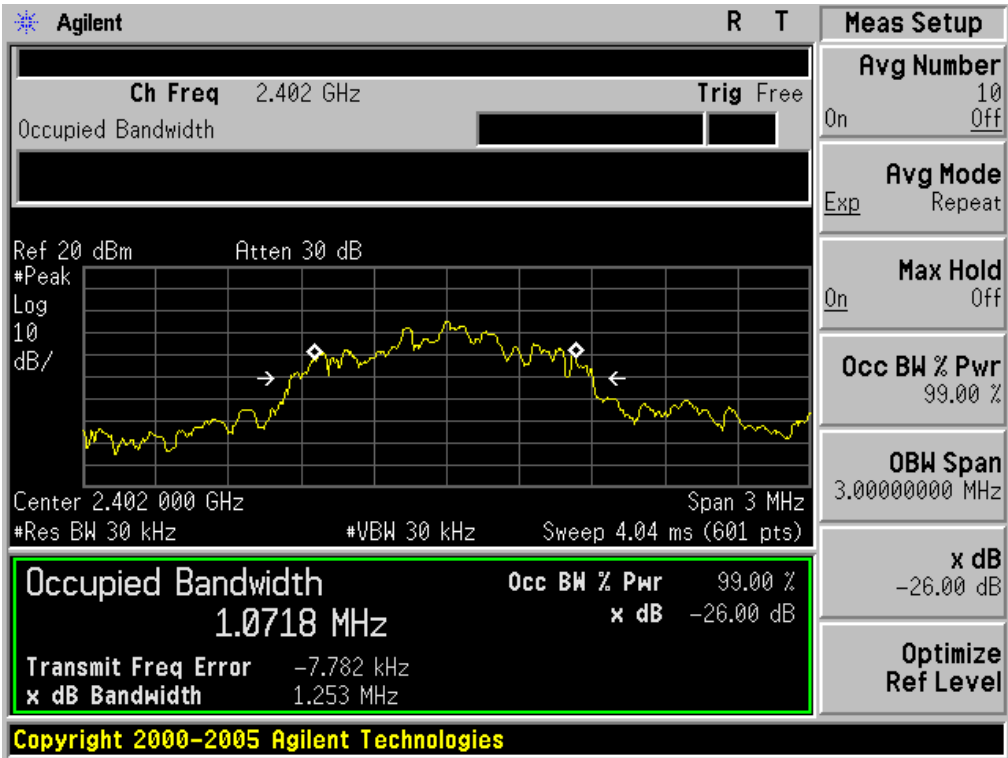 Agilent R T
Ch Freq 2.402 GHz Trig Free
Occupied Bandwidth
Ref 20 dBm Atten 30 dB
#Peak
Log
10
dB/
Center 2.402 000 GHz Span 3 MHz
#Res BW 30 kHz #VBW 30 kHz Sweep 4.04 ms (601 pts)
Occupied Bandwidth Occ BW % Pwr 99.00 %
1.0718 MHz x dB -26.00 dB
Transmit Freq Error -7.782 kHz
x dB Bandwidth 1.253 MHz
Copyright 2000-2005 Agilent Technologies
Meas Setup
Avg Number
10
On Off
Avg Mode
Exp Repeat
Max Hold
On Off
Occ BW % Pwr
99.00 %
OBW Span
3.00000000 MHz
x dB
-26.00 dB
Optimize
Ref Level